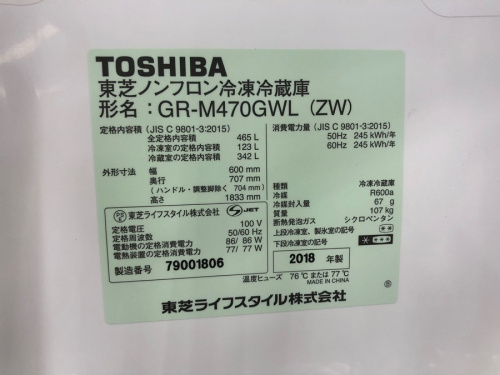 TOSHIBA
東芝ノンフロン冷凍冷蔵庫
形名：GR-M470GWL (ZW)
定格内容積（JIS C 9801-3:2015）
全定格内容積 465 L
冷凍室の定格内容積 123 L
冷蔵室の定格内容積 342 L
外形寸法 幅 600 mm
奥行 707 mm
（ハンドル・調整脚除く 704 mm）
高さ 1833 mm
東芝ライフスタイル株式会社 JET
定格電圧 100 V
定格周波数 50/60 Hz
電動機の定格消費電力 86/ 86 W
電熱装置の定格消費電力 77/ 77 W
製造番号 79001806
消費電力量（JIS C 9801-3:2015）
50Hz 245 kWh/年
60Hz 245 kWh/年
種類 冷凍冷蔵庫
冷媒 R600a
冷媒封入量 67 g
質量 107 kg
断熱発泡ガス シクロペンタン
上段冷凍室、製氷室の記号
下段冷凍室の記号
2018 年製
温度ヒューズ 76℃ または 77℃
MADE IN CHINA
東芝ライフスタイル株式会社